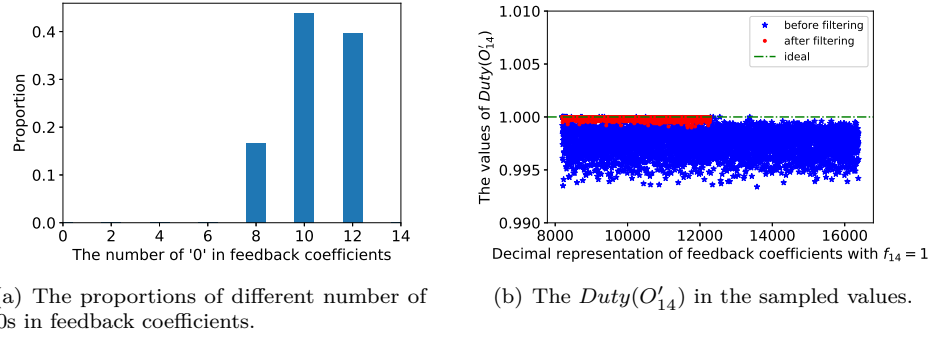 0.4
0.3
0.2
0.1
0.0
Proportion
0 2 4 6 8 10 12 14
The number of '0' in feedback coefficients
a) The proportions of different number of
0s in feedback coefficients.
1.010
1.005
1.000
0.995
0.990
The values of Duty(O′14)
before filtering
after filtering
ideal
8000 10000 12000 14000 16000
Decimal representation of feedback coefficients with f14 = 1
(b) The Duty(O′14) in the sampled values.